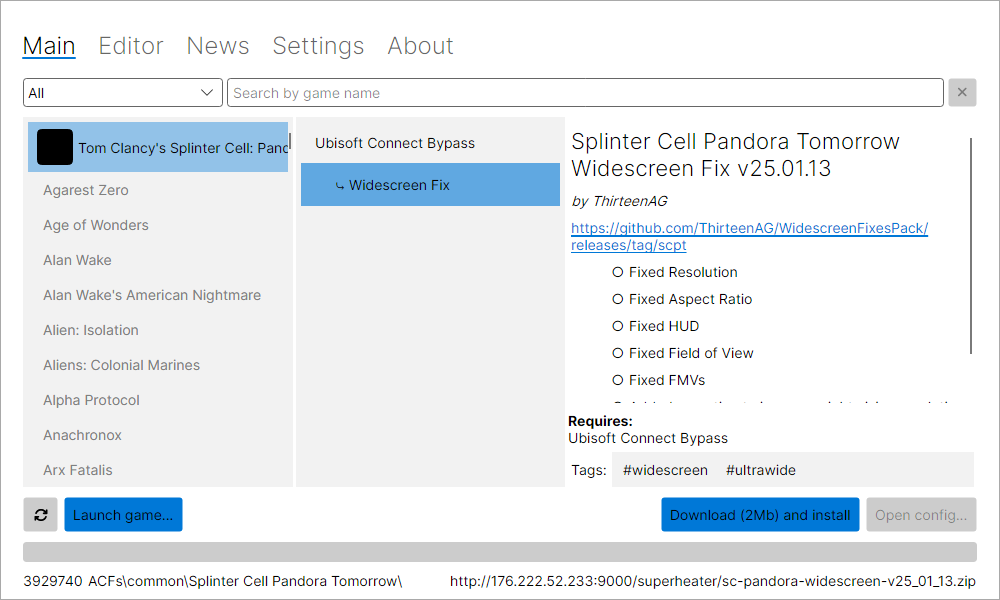 Main Editor News Settings About
All
Search by game name
Tom Clancy's Splinter Cell: Pand
Agarest Zero
Age of Wonders
Alan Wake
Alan Wake's American Nightmare
Alien: Isolation
Aliens: Colonial Marines
Alpha Protocol
Anachronox
Arx Fatalis
Ubisoft Connect Bypass
Widescreen Fix
Splinter Cell Pandora Tomorrow
Widescreen Fix v25.01.13
by ThirteenAG
https://github.com/ThirteenAG/WidescreenFixesPack/
releases/tag/scpt
Fixed Resolution
Fixed Aspect Ratio
Fixed HUD
Fixed Field of View
Fixed FMVs
Requires:
Ubisoft Connect Bypass
Tags: #widescreen #ultrawide
Launch game...
Download (2Mb) and install
Open config...
3929740 ACFs\common\Splinter Cell Pandora Tomorrow\
http://176.222.52.233:9000/superheater/sc-pandora-widescreen-v25_01_13.zip